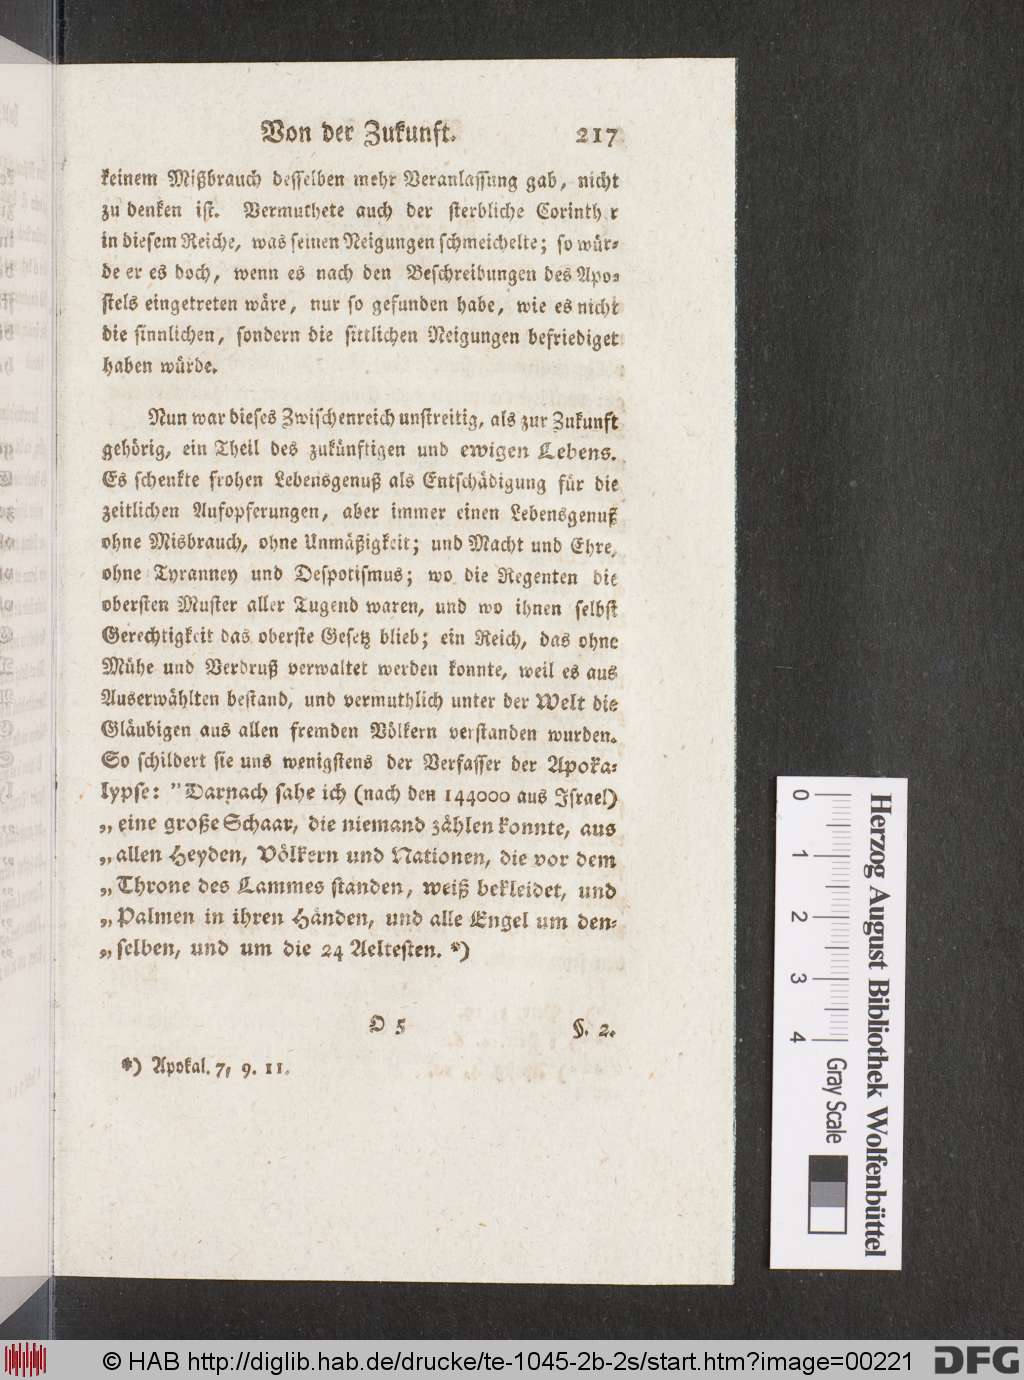 Von der Zukunft. 217
keinem Mißbrauch desselben mehr Veranlassung gab, nicht
zu denken ist. Vermuthete auch der sterbliche Corinth r
in diesem Reiche, was seinen Neigungen schmeichelte; so wür-
de er es doch, wenn es nach den Beschreibungen des Apo-
stels eingetreten wäre, nur so gefunden habe, wie es nicht
die sinnlichen, sondern die sittlichen Neigungen befriediget
haben würde.
Nun war dieses Zwischenreich unstreitig, als zur Zukunft
gehörig, ein Theil des zukünftigen und ewigen Lebens.
Es schenkte frohen Lebensgenuß als Entschädigung für die
zeitlichen Aufopferungen, aber immer einen Lebensgenuß
ohne Misbrauch, ohne Unmäßigkeit; und Macht und Ehre,
ohne Tyranney und Despotismus; wo die Regenten die
obersten Muster aller Tugend waren, und wo ihnen selbst
Gerechtigkeit das oberste Gesetz blieb; ein Reich, das ohne
Mühe und Verdruß verwaltet werden konnte, weil es aus
Auserwählten bestand, und vermuthlich unter der Welt die
Gläubigen aus allen fremden Völkern verstanden wurden.
So schildert sie uns wenigstens der Verfasser der Apoka-
lypse: "Darnach sahe ich (nach den 144000 aus Israel)
„ eine große Schaar, die niemand zählen konnte, aus
„ allen Heyden, Völkern und Nationen, die vor dem
„ Throne des Lammes standen, weiß bekleidet, und
„ Palmen in ihren Händen, und alle Engel um den-
„ selben, und um die 24 Aeltesten. *)
O 5 §. 2.
*) Apokal. 7, 9. 11.
0 1 2 3 4 Gray Scale
Herzog August Bibliothek Wolfenbüttel
© HAB http://diglib.hab.de/drucke/te-1045-2b-2s/start.htm?image=00221 DFG